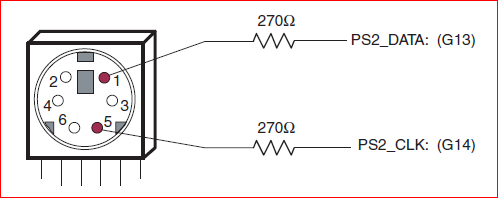 270Ω
PS2_DATA: (G13)
2 1
4 3
6 5
270Ω
PS2_CLK: (G14)